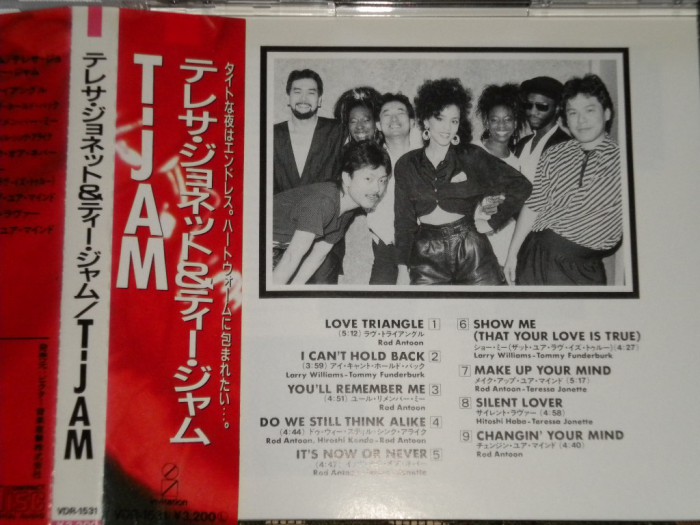 テレサ・ジョネット&ティー・ジャム/T-JAM
VDR-1531
タイトな夜はエンドレス。ハートウォームに包まれたい…。
テレサ・ジョネット&ティー・ジャム
T-JAM
invitation
VDR-1531 ¥3,200
LOVE TRIANGLE 1
(5:12) ラヴ・トライアングル
Rod Antoon
I CAN'T HOLD BACK 2
(3:59) アイ・キャント・ホールド・バック
Larry Williams-Tommy Funderburk
YOU'LL REMEMBER ME 3
(4:51) ユール・リメンバー・ミー
Rod Antoon
DO WE STILL THINK ALIKE 4
(4:44) ドゥ・ウィー・スティル・シンク・アライク
Rod Antoon, Hiroshi Kondo-Rod Antoon
IT'S NOW OR NEVER 5
6 SHOW ME
(THAT YOUR LOVE IS TRUE)
ショー・ミー(ザット・ユア・ラヴ・イズ・トゥルー) (4:27)
Larry Williams-Tommy Funderburk
7 MAKE UP YOUR MIND
メイク・アップ・ユア・マインド (5:17)
Rod Antoon-Teressa Jonette
8 SILENT LOVER
サイレント・ラヴァー (4:58)
Hitoshi Haba-Teressa Jonette
9 CHANGIN' YOUR MIND
チェンジン・ユア・マインド (4:40)
Rod Antoon